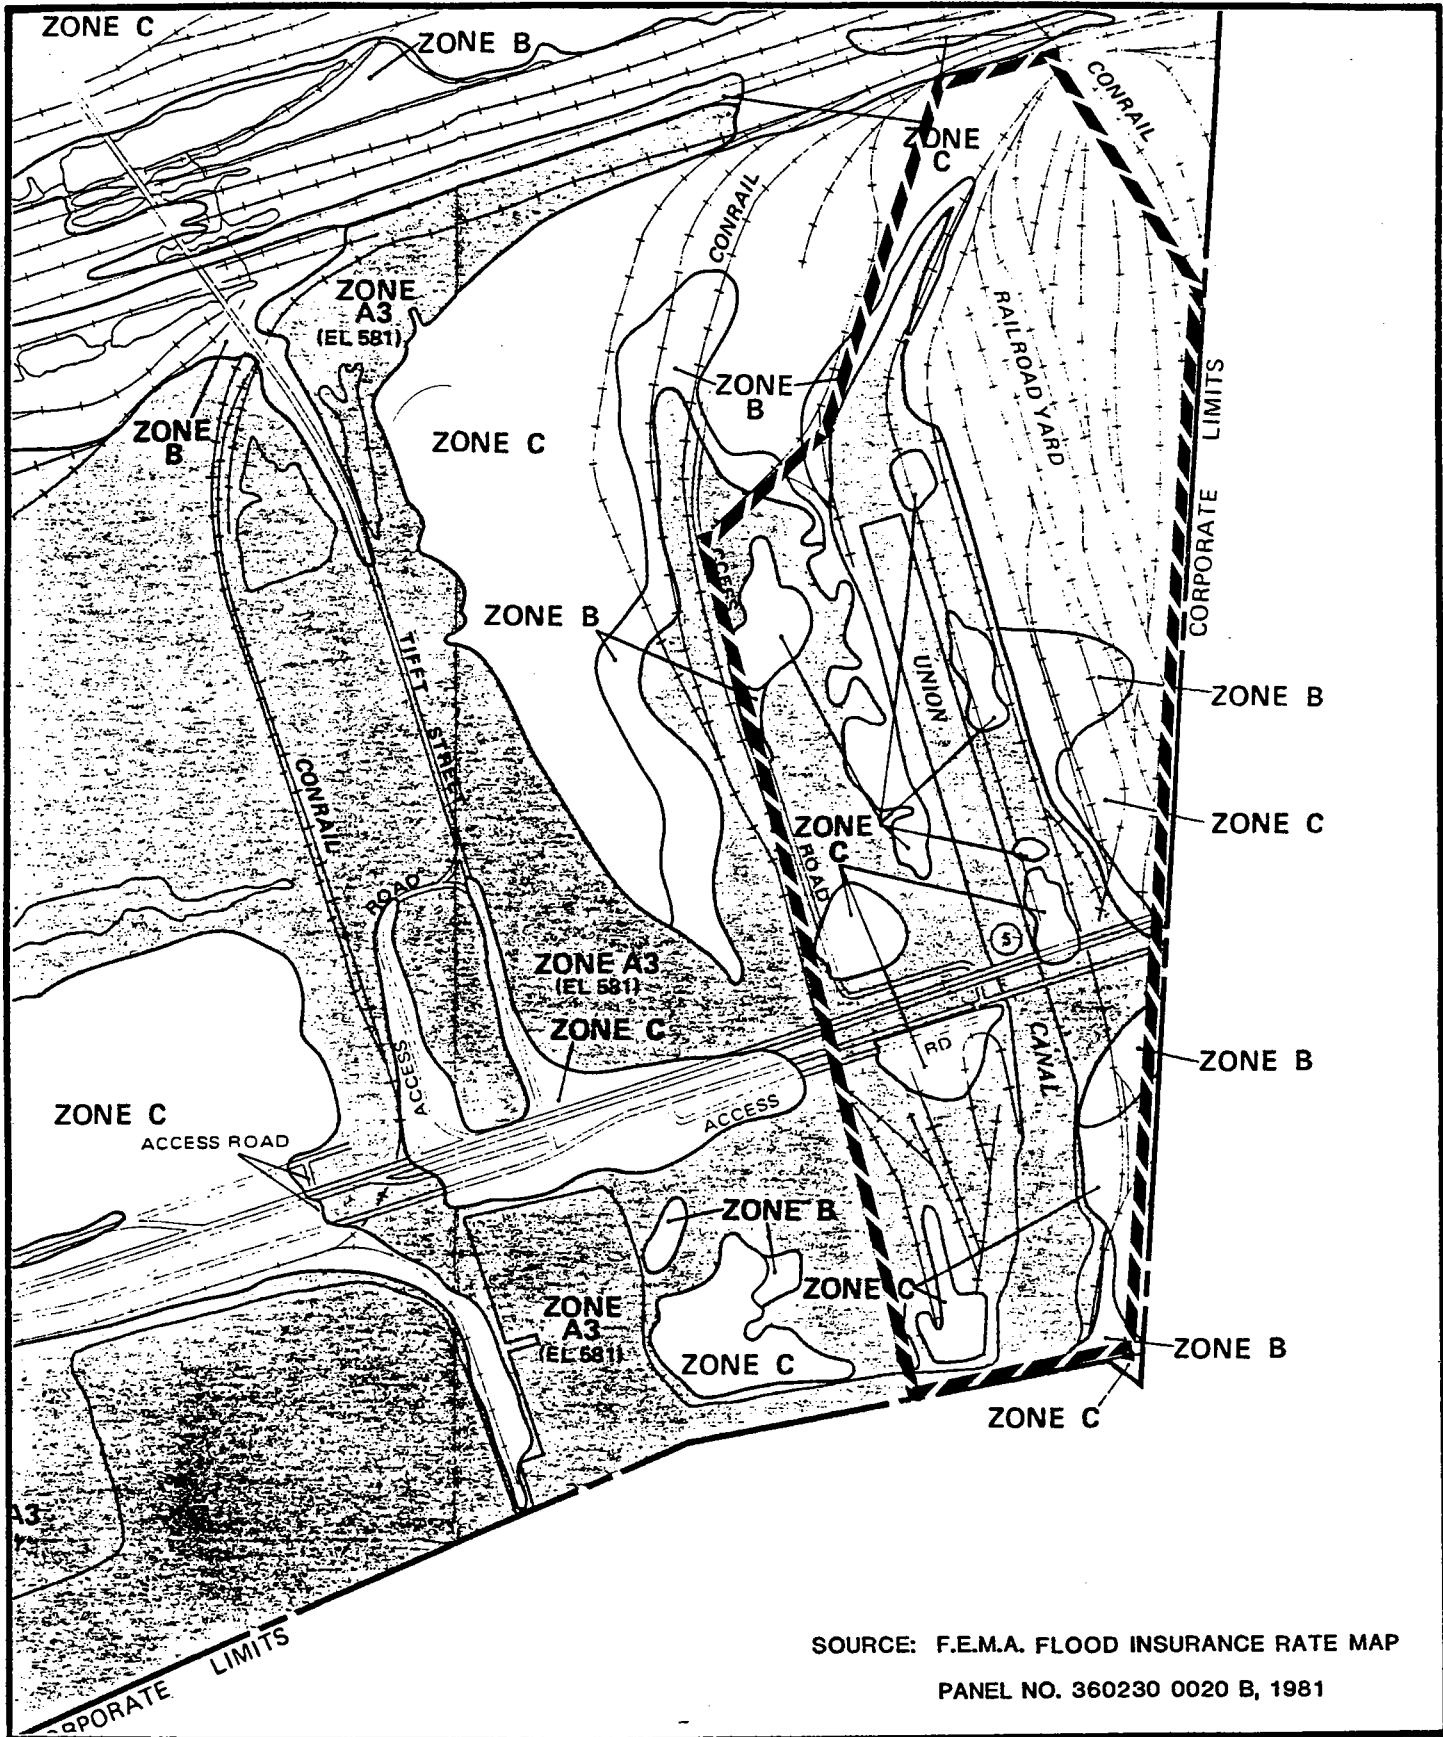 ZONE C
ZONE B
CONRAIL
ZONE
C
CONRAIL
ZONE
A3
(EL 581)
RAILROAD YARD
ZONE
B
CORPORATE LIMITS
ZONE
B
ZONE C
ZONE B
TIFFT STREET
UNION
ZONE B
CONRAIL
ZONE
C
ROAD
ZONE C
ROAD
5
ZONE A3
(EL 581)
ZONE C
CANAL
RD
ZONE B
ACCESS
ZONE C
ACCESS
ACCESS ROAD
ZONE B
ZONE C
ZONE
A3
(EL 581)
ZONE C
ZONE B
ZONE C
A3
LIMITS
SOURCE: F.E.M.A. FLOOD INSURANCE RATE MAP
PANEL NO. 360230 0020 B, 1981